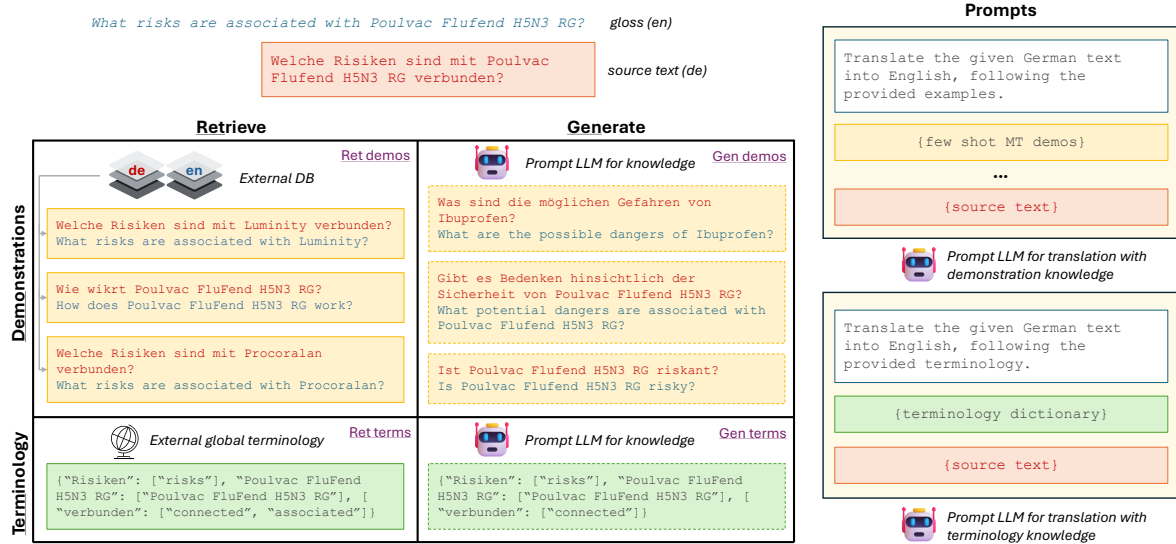 What risks are associated with Poulvac Flufend H5N3 RG?
gloss (en)
Welche Risiken sind mit Poulvac
Flufend H5N3 RG verbunden?
source text (de)
Retrieve
Generate
Demonstrations
Ret demos
de
en
External DB
Welche Risiken sind mit Luminity verbunden?
What risks are associated with Luminity?
Wie wikrt Poulvac FluFend H5N3 RG?
How does Poulvac FluFend H5N3 RG work?
Welche Risiken sind mit Procoralan
verbunden?
What risks are associated with Procoralan?
Gen demos
Prompt LLM for knowledge
Was sind die möglichen Gefahren von
Ibuprofen?
What are the possible dangers of Ibuprofen?
Gibt es Bedenken hinsichtlich der
Sicherheit von Poulvac Flufend H5N3 RG?
What potential dangers are associated with
Poulvac Flufend H5N3 RG?
Ist Poulvac Flufend H5N3 RG riskant?
Is Poulvac Flufend H5N3 RG risky?
Terminology
Ret terms
External global terminology
{“Risiken”: [“risks”], “Poulvac FluFend
H5N3 RG”: [“Poulvac FluFend H5N3 RG”], [
“verbunden”: [“connected”, “associated”]}
Gen terms
Prompt LLM for knowledge
{“Risiken”: [“risks”], “Poulvac FluFend
H5N3 RG”: [“Poulvac FluFend H5N3 RG”], [
“verbunden”: [“connected”]}
Prompts
Translate the given German text
into English, following the
provided examples.
{few shot MT demos}
...
{source text}
Prompt LLM for translation with
demonstration knowledge
Translate the given German text
into English, following the
provided terminology.
{terminology dictionary}
{source text}
Prompt LLM for translation with
terminology knowledge